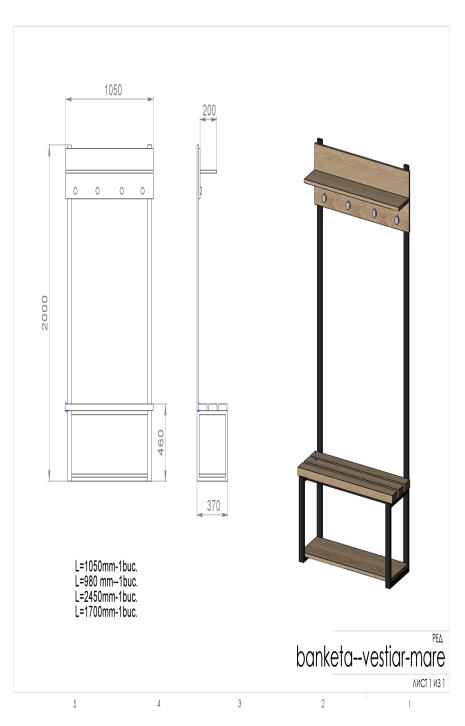 1050
200
2000
460
370
L=1050mm-1buc.
L=980 mm--1buc.
L=2450mm-1buc.
L=1700mm-1buc.
РЕД
banketa--vestiar-mare
ЛИСТ 1 ИЗ 1
5 4 3 2 1